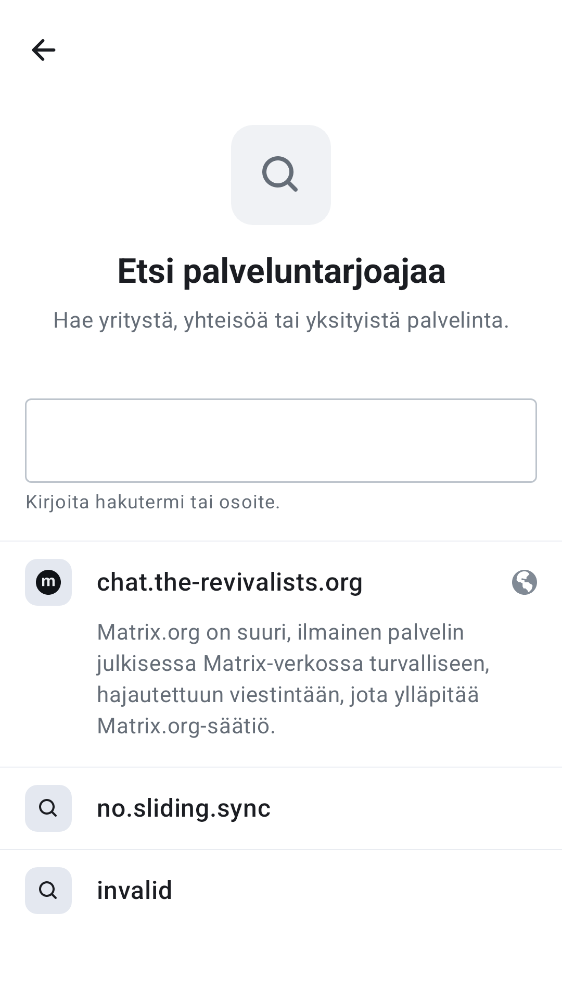 Etsi palveluntarjoajaa
Hae yritystä, yhteisöä tai yksityistä palvelinta.
Kirjoita hakutermi tai osoite.
m chat.the-revivalists.org
Matrix.org on suuri, ilmainen palvelin
julkisessa Matrix-verkossa turvalliseen,
hajautettuun viestintään, jota ylläpitää
Matrix.org-säätiö.
no.sliding.sync
invalid